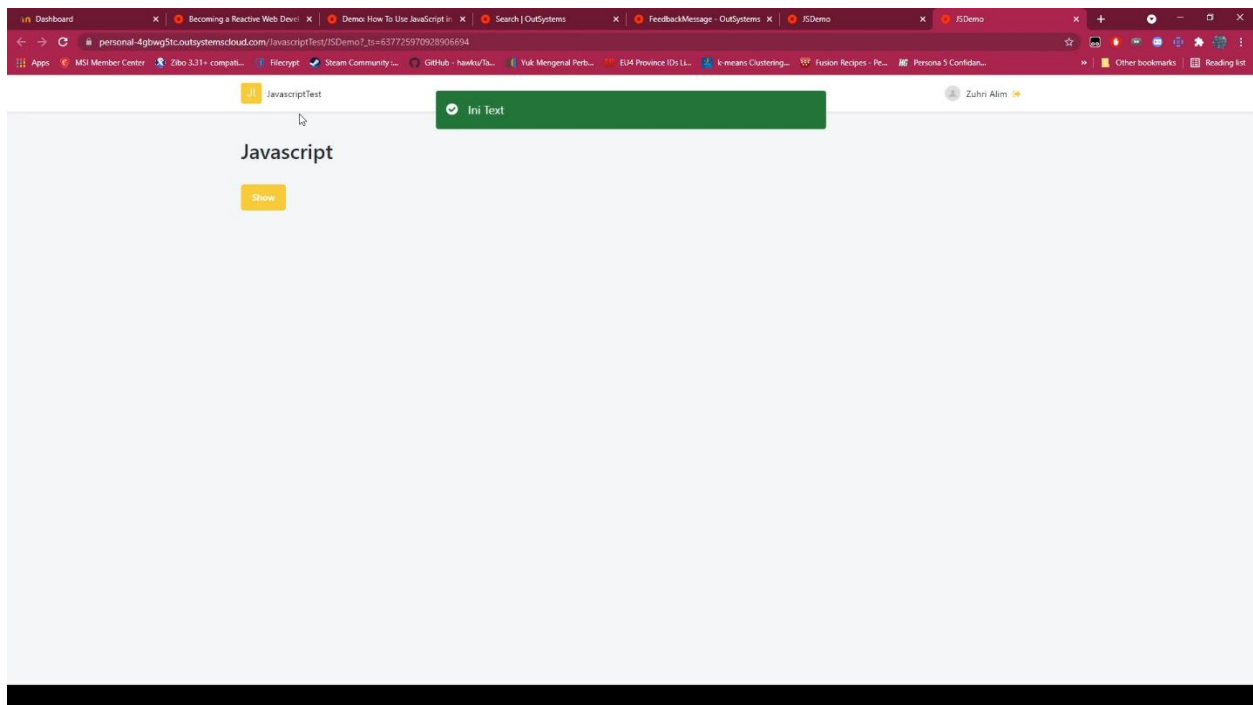 Dashboard
Becoming a Reactive Web Devel
Demo: How To Use JavaScript in
Search | OutSystems
FeedbackMessage - OutSystems
JSDemo
JSDemo
personal-4gbwg5tc.outsystemscloud.com/JavascriptTest/JSDemo?_ts=637725970928906694
Apps
MSI Member Center
Zibo 3.31+ compati...
Filecrypt
Steam Community:...
GitHub - hawku/Ta...
Yuk Mengenal Perb...
EU4 Province IDs Li...
k-means Clustering...
Fusion Recipes - Pe...
Persona 5 Confidan...
»
Other bookmarks
Reading list
Jt
JavascriptTest
Ini Text
Zuhri Alim
Javascript
Show